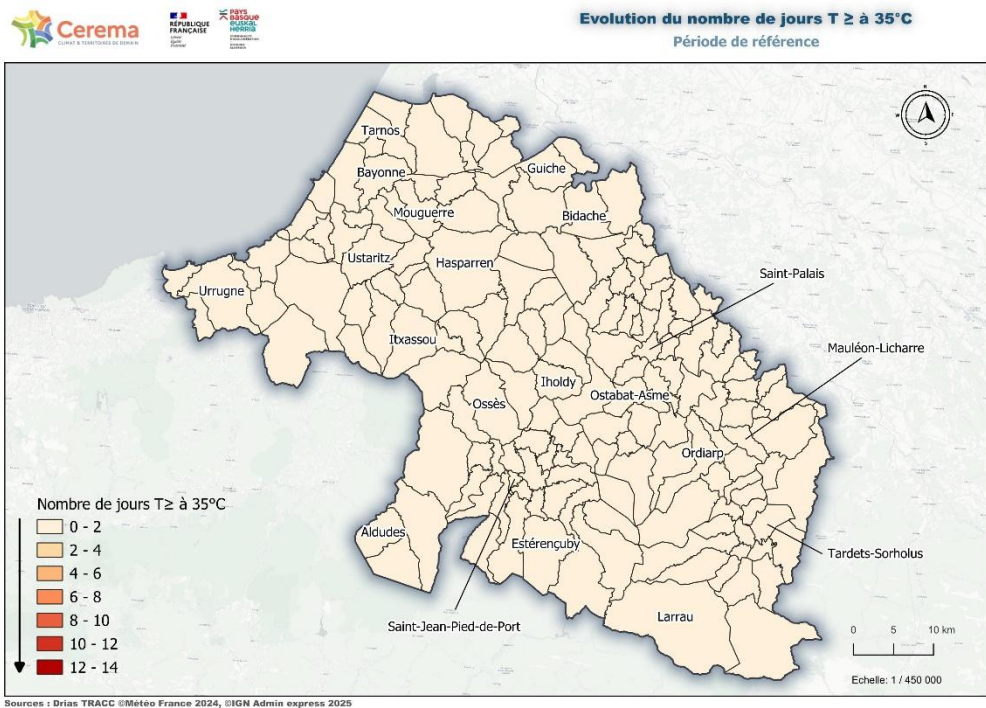 Cerema
CLIMAT & TERRITOIRES DE DEMAIN
RÉPUBLIQUE
FRANÇAISE
Liberté
Égalité
Fraternité
PAYS
BASQUE
EUSKAL
HERRIA
Evolution du nombre de jours T ≥ à 35°C
Période de référence
N
W
S
Tarnos
Bayonne
Guiche
Mouguerre
Bidache
Ustaritz
Hasparren
Saint-Palais
Urrugne
Itxassou
Mauléon-Licharre
Iholdy
Ossès
Ostabat-Asme
Ordiarp
Nombre de jours T≥ à 35°C
0 - 2
2 - 4
4 - 6
6 - 8
8 - 10
10 - 12
12 - 14
Aldudes
Estérençuby
Tardets-Sorholus
Saint-Jean-Pied-de-Port
Larrau
0 5 10 km
Echelle: 1 / 450 000
Sources : Drias TRACC ©Météo France 2024, ©IGN Admin express 2025